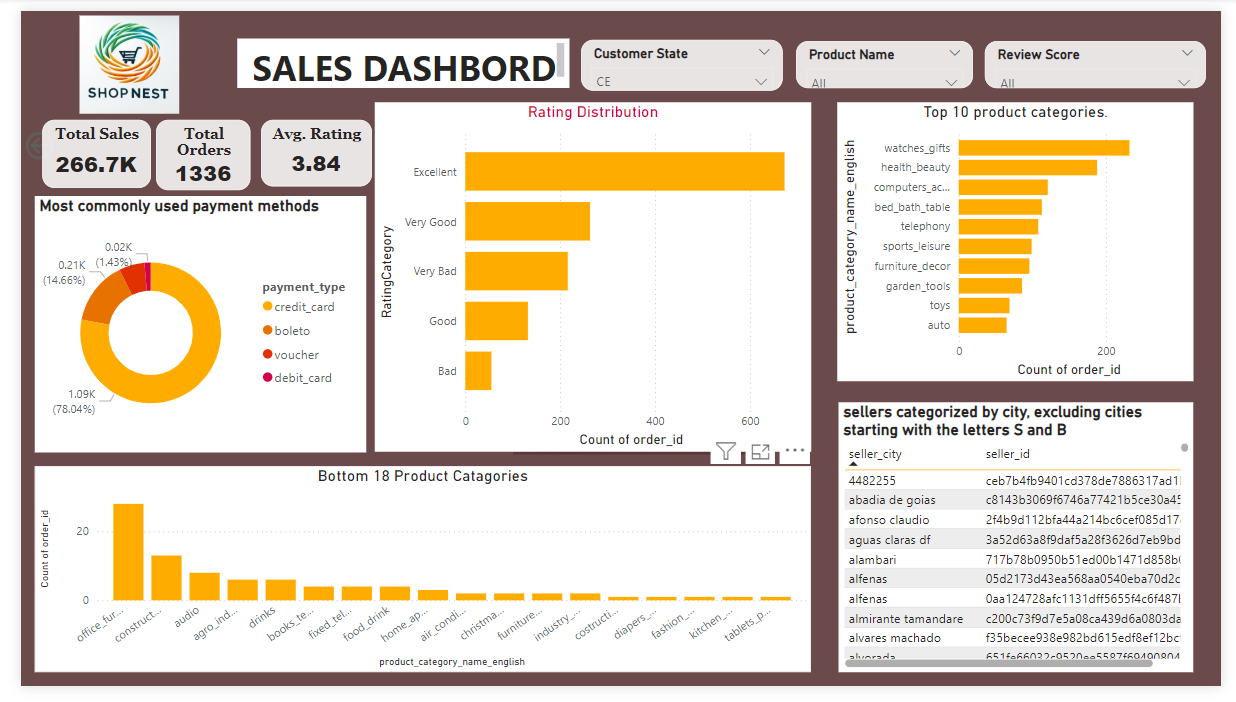 SHOPNEST
SALES DASHBORD
Customer State
CE
Product Name
All
Review Score
All
Total Sales
266.7K
Total
Orders
1336
Avg. Rating
3.84
Most commonly used payment methods
0.02K
(1.43%)
0.21K
(14.66%)
1.09K
(78.04%)
payment_type
credit_card
boleto
voucher
debit_card
Rating Distribution
RatingCategory
Excellent
Very Good
Very Bad
Good
Bad
0 200 400 600
Count of order_id
Top 10 product categories.
product_category_name_english
watches_gifts
health_beauty
computers_ac...
bed_bath_table
telephony
sports_leisure
furniture_decor
garden_tools
toys
auto
0 200
Count of order_id
Bottom 18 Product Catagories
Count of order_id
20
0
office_fur... construct... audio agro_ind... drinks books_te... fixed_tel... food_drink home_ap... air_condi... christma... furniture... industry_... costructi... diapers_... fashion_... kitchen_... tablets_p...
product_category_name_english
sellers categorized by city, excluding cities
starting with the letters S and B
seller_city seller_id
4482255 ceb7b4fb9401cd378de7886317ad1
abadia de goias c8143b3069f6746a77421b5ce30a45
afonso claudio 2f4b9d112bfa44a214bc6cef085d17
aguas claras df 3a52d63a8f9daf5a28f3626d7eb9bd
alambari 717b78b0950b51ed00b1471d858b
alfenas 05d2173d43ea568aa0540eba70d2c
alfenas 0aa124728afc1131dff5655f4c6f487
almirante tamandare c200c73f9d7e5a08ca439d6a0803da
alvares machado f35becee938e982bd615edf8ef12bc
alvorada 651fe66032c9520ee5587f69490804